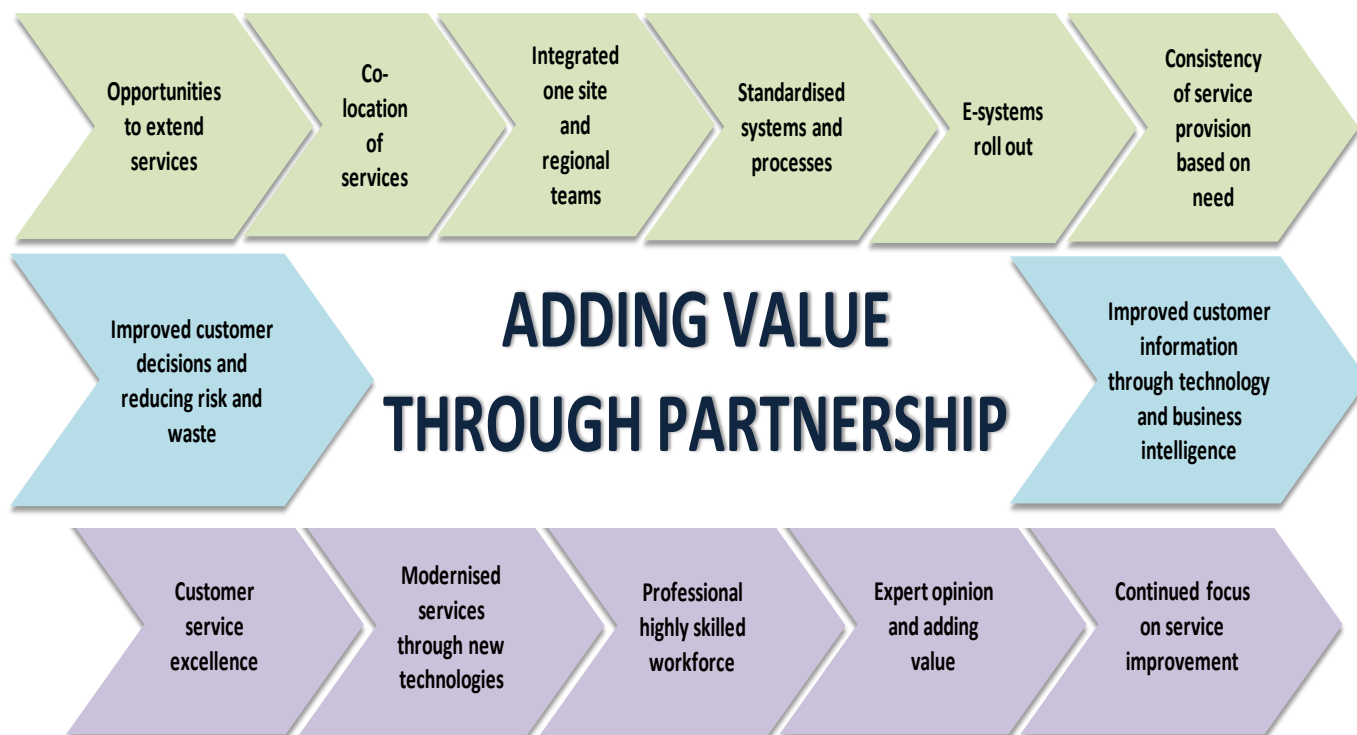 Opportunities
to extend
services
Co-
location
of
services
Integrated
one site
and
regional
teams
Standardised
systems and
processes
E-systems
roll out
Consistency
of service
provision
based on
need
Improved customer
decisions and
reducing risk and
waste
ADDING VALUE
THROUGH PARTNERSHIP
Improved customer
information
through technology
and business
intelligence
Customer
service
excellence
Modernised
services
through new
technologies
Professional
highly skilled
workforce
Expert opinion
and adding
value
Continued focus
on service
improvement